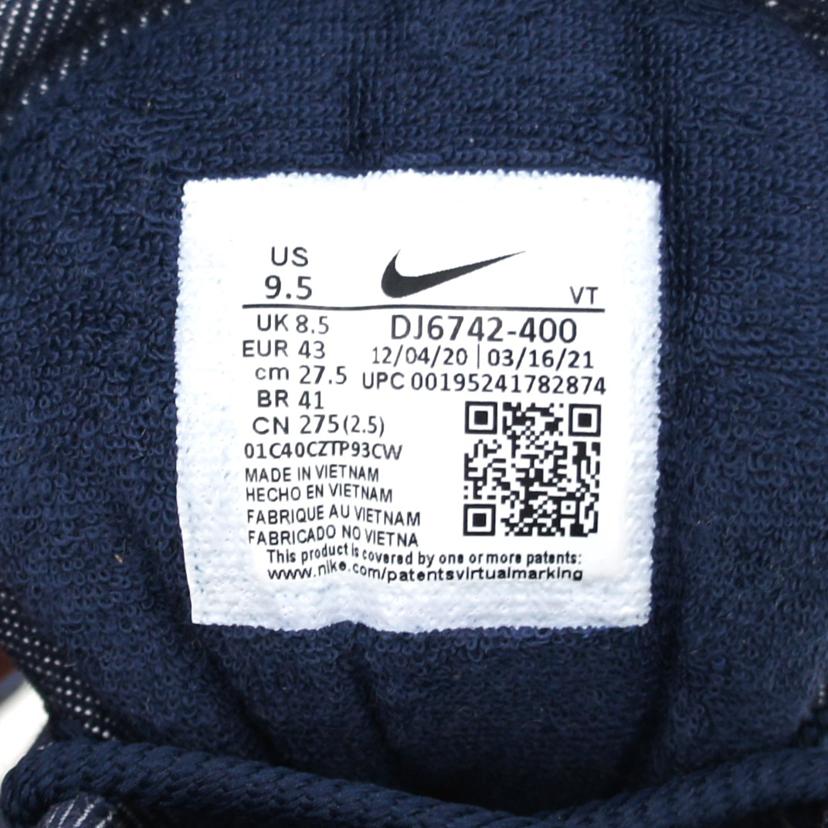 US
9.5
VT
UK 8.5
EUR 43
cm 27.5
BR 41
CN 275(2.5)
DJ6742-400
12/04/20 | 03/16/21
UPC 00195241782874
01C40CZTP93CW
MADE IN VIETNAM
HECHO EN VIETNAM
FABRIQUE AU VIETNAM
FABRICADO NO VIETNA
This product is covered by one or more patents:
www.nike.com/patentsvirtualmarking